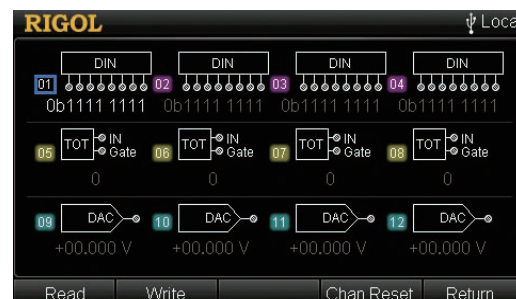 RIGOL Loca
DIN DIN DIN DIN
01 02 03 04
0b1111 1111 0b1111 1111 0b1111 1111 0b1111 1111
TOT IN TOT IN TOT IN TOT IN
05 Gate 06 Gate 07 Gate 08 Gate
0 0 0 0
09 DAC 10 DAC 11 DAC 12 DAC
+00.000 V +00.000 V +00.000 V +00.000 V
Read Write Chan Reset Return